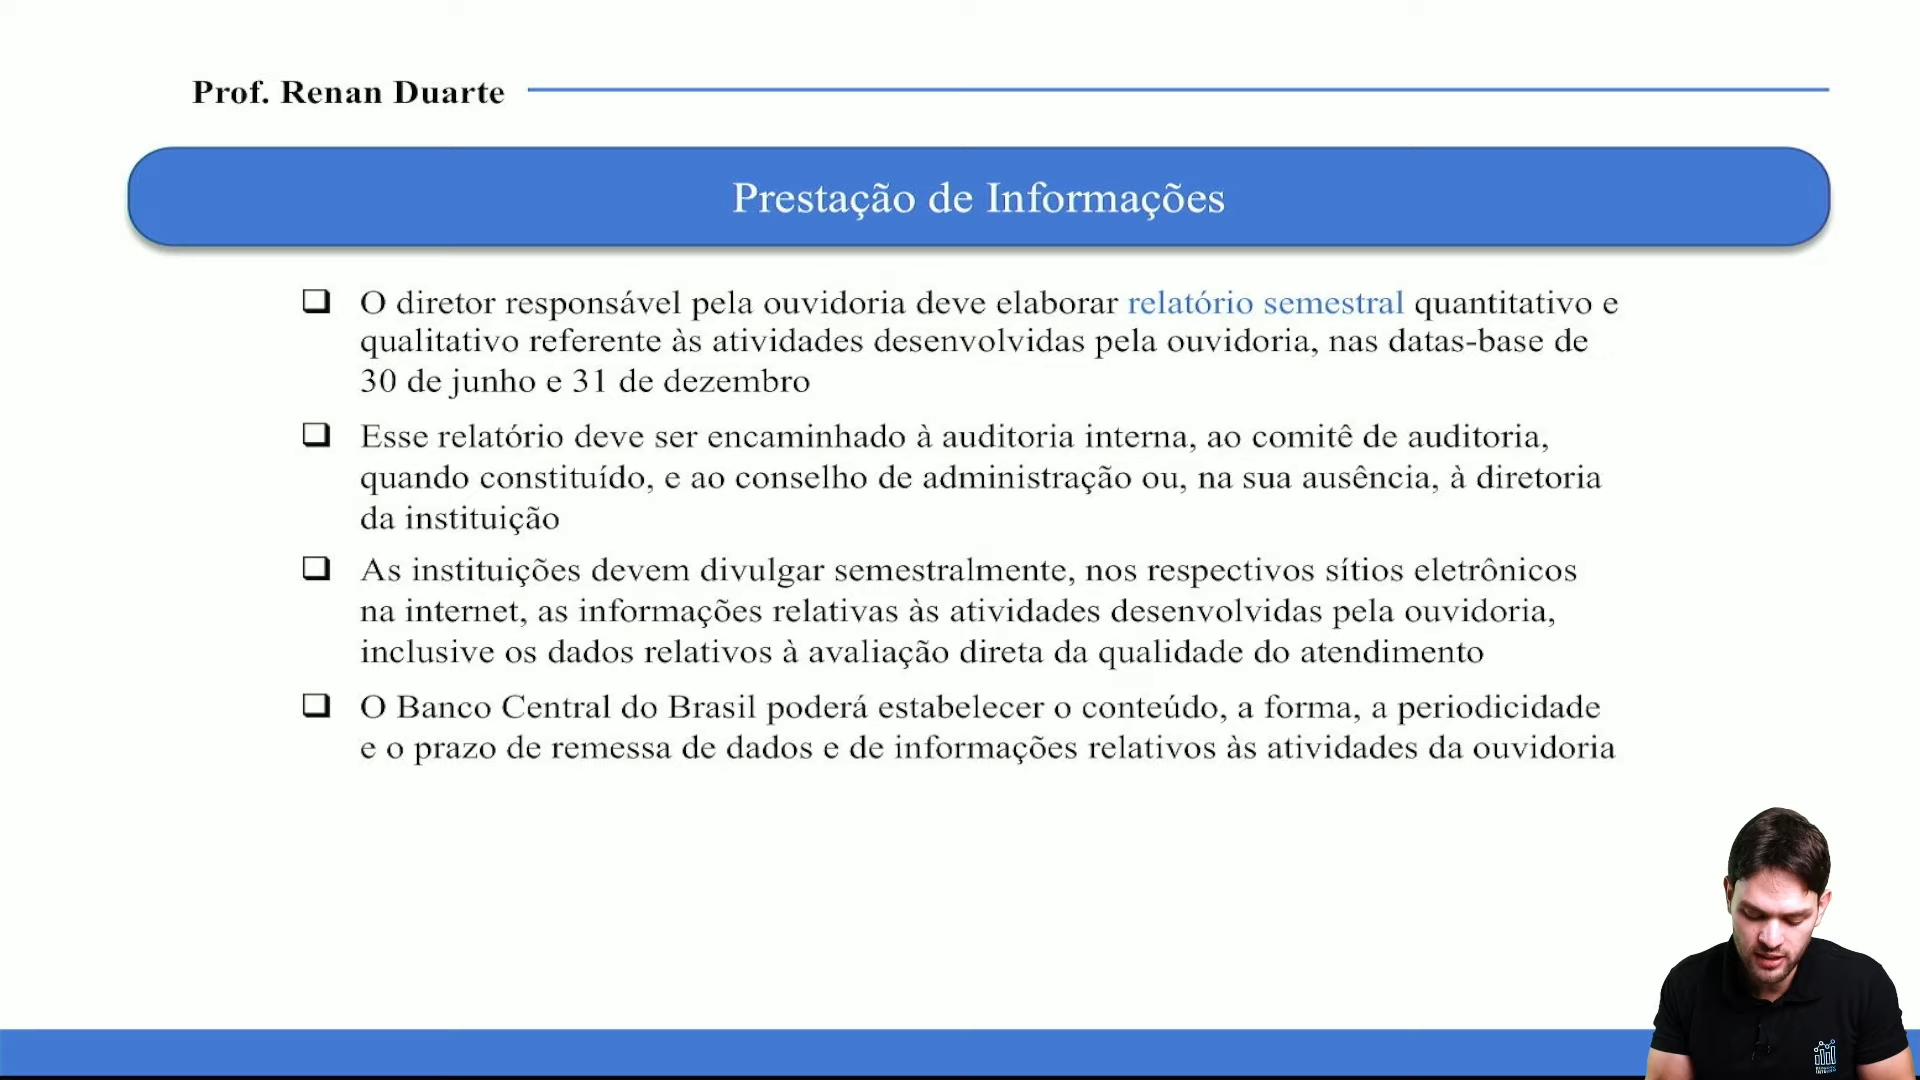 Prof. Renan Duarte
Prestação de Informações
O diretor responsável pela ouvidoria deve elaborar relatório semestral quantitativo e
qualitativo referente às atividades desenvolvidas pela ouvidoria, nas datas-base de
30 de junho e 31 de dezembro
Esse relatório deve ser encaminhado à auditoria interna, ao comitê de auditoria,
quando constituído, e ao conselho de administração ou, na sua ausência, à diretoria
da instituição
As instituições devem divulgar semestralmente, nos respectivos sítios eletrônicos
na internet, as informações relativas às atividades desenvolvidas pela ouvidoria,
inclusive os dados relativos à avaliação direta da qualidade do atendimento
O Banco Central do Brasil poderá estabelecer o conteúdo, a forma, a periodicidade
e o prazo de remessa de dados e de informações relativos às atividades da ouvidoria